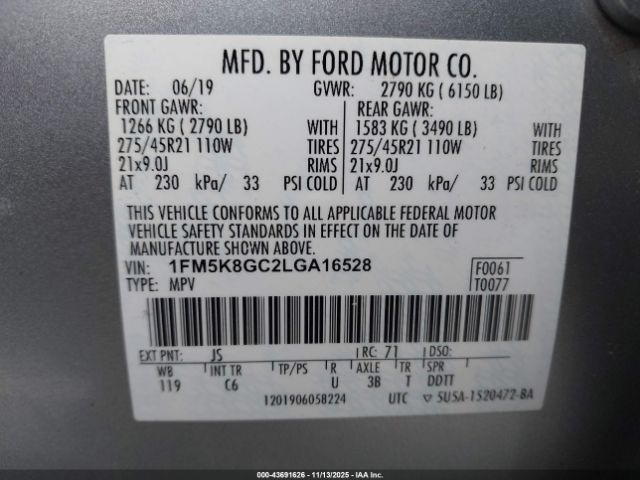 MFD. BY FORD MOTOR CO.
DATE: 06/19 GVWR: 2790 KG ( 6150 LB)
FRONT GAWR: REAR GAWR:
1266 KG ( 2790 LB) WITH 1583 KG ( 3490 LB) WITH
275/45R21 110W TIRES 275/45R21 110W TIRES
21x9.0J RIMS 21x9.0J RIMS
AT 230 kPa/ 33 PSI COLD AT 230 kPa/ 33 PSI COLD
THIS VEHICLE CONFORMS TO ALL APPLICABLE FEDERAL MOTOR
VEHICLE SAFETY STANDARDS IN EFFECT ON THE DATE OF
MANUFACTURE SHOWN ABOVE.
VIN: 1FM5K8GC2LGA16528 F0061
TYPE: MPV T0077
EXT PNT: JS RC: 71 DSO:
WB INT TR TP/PS R AXLE TR SPR
119 C6 U 3B T DDTT
1201906058224 UTC ▽ 5U5A-1520472-BA
000-43691626 - 11/13/2025 - IAAI.COM